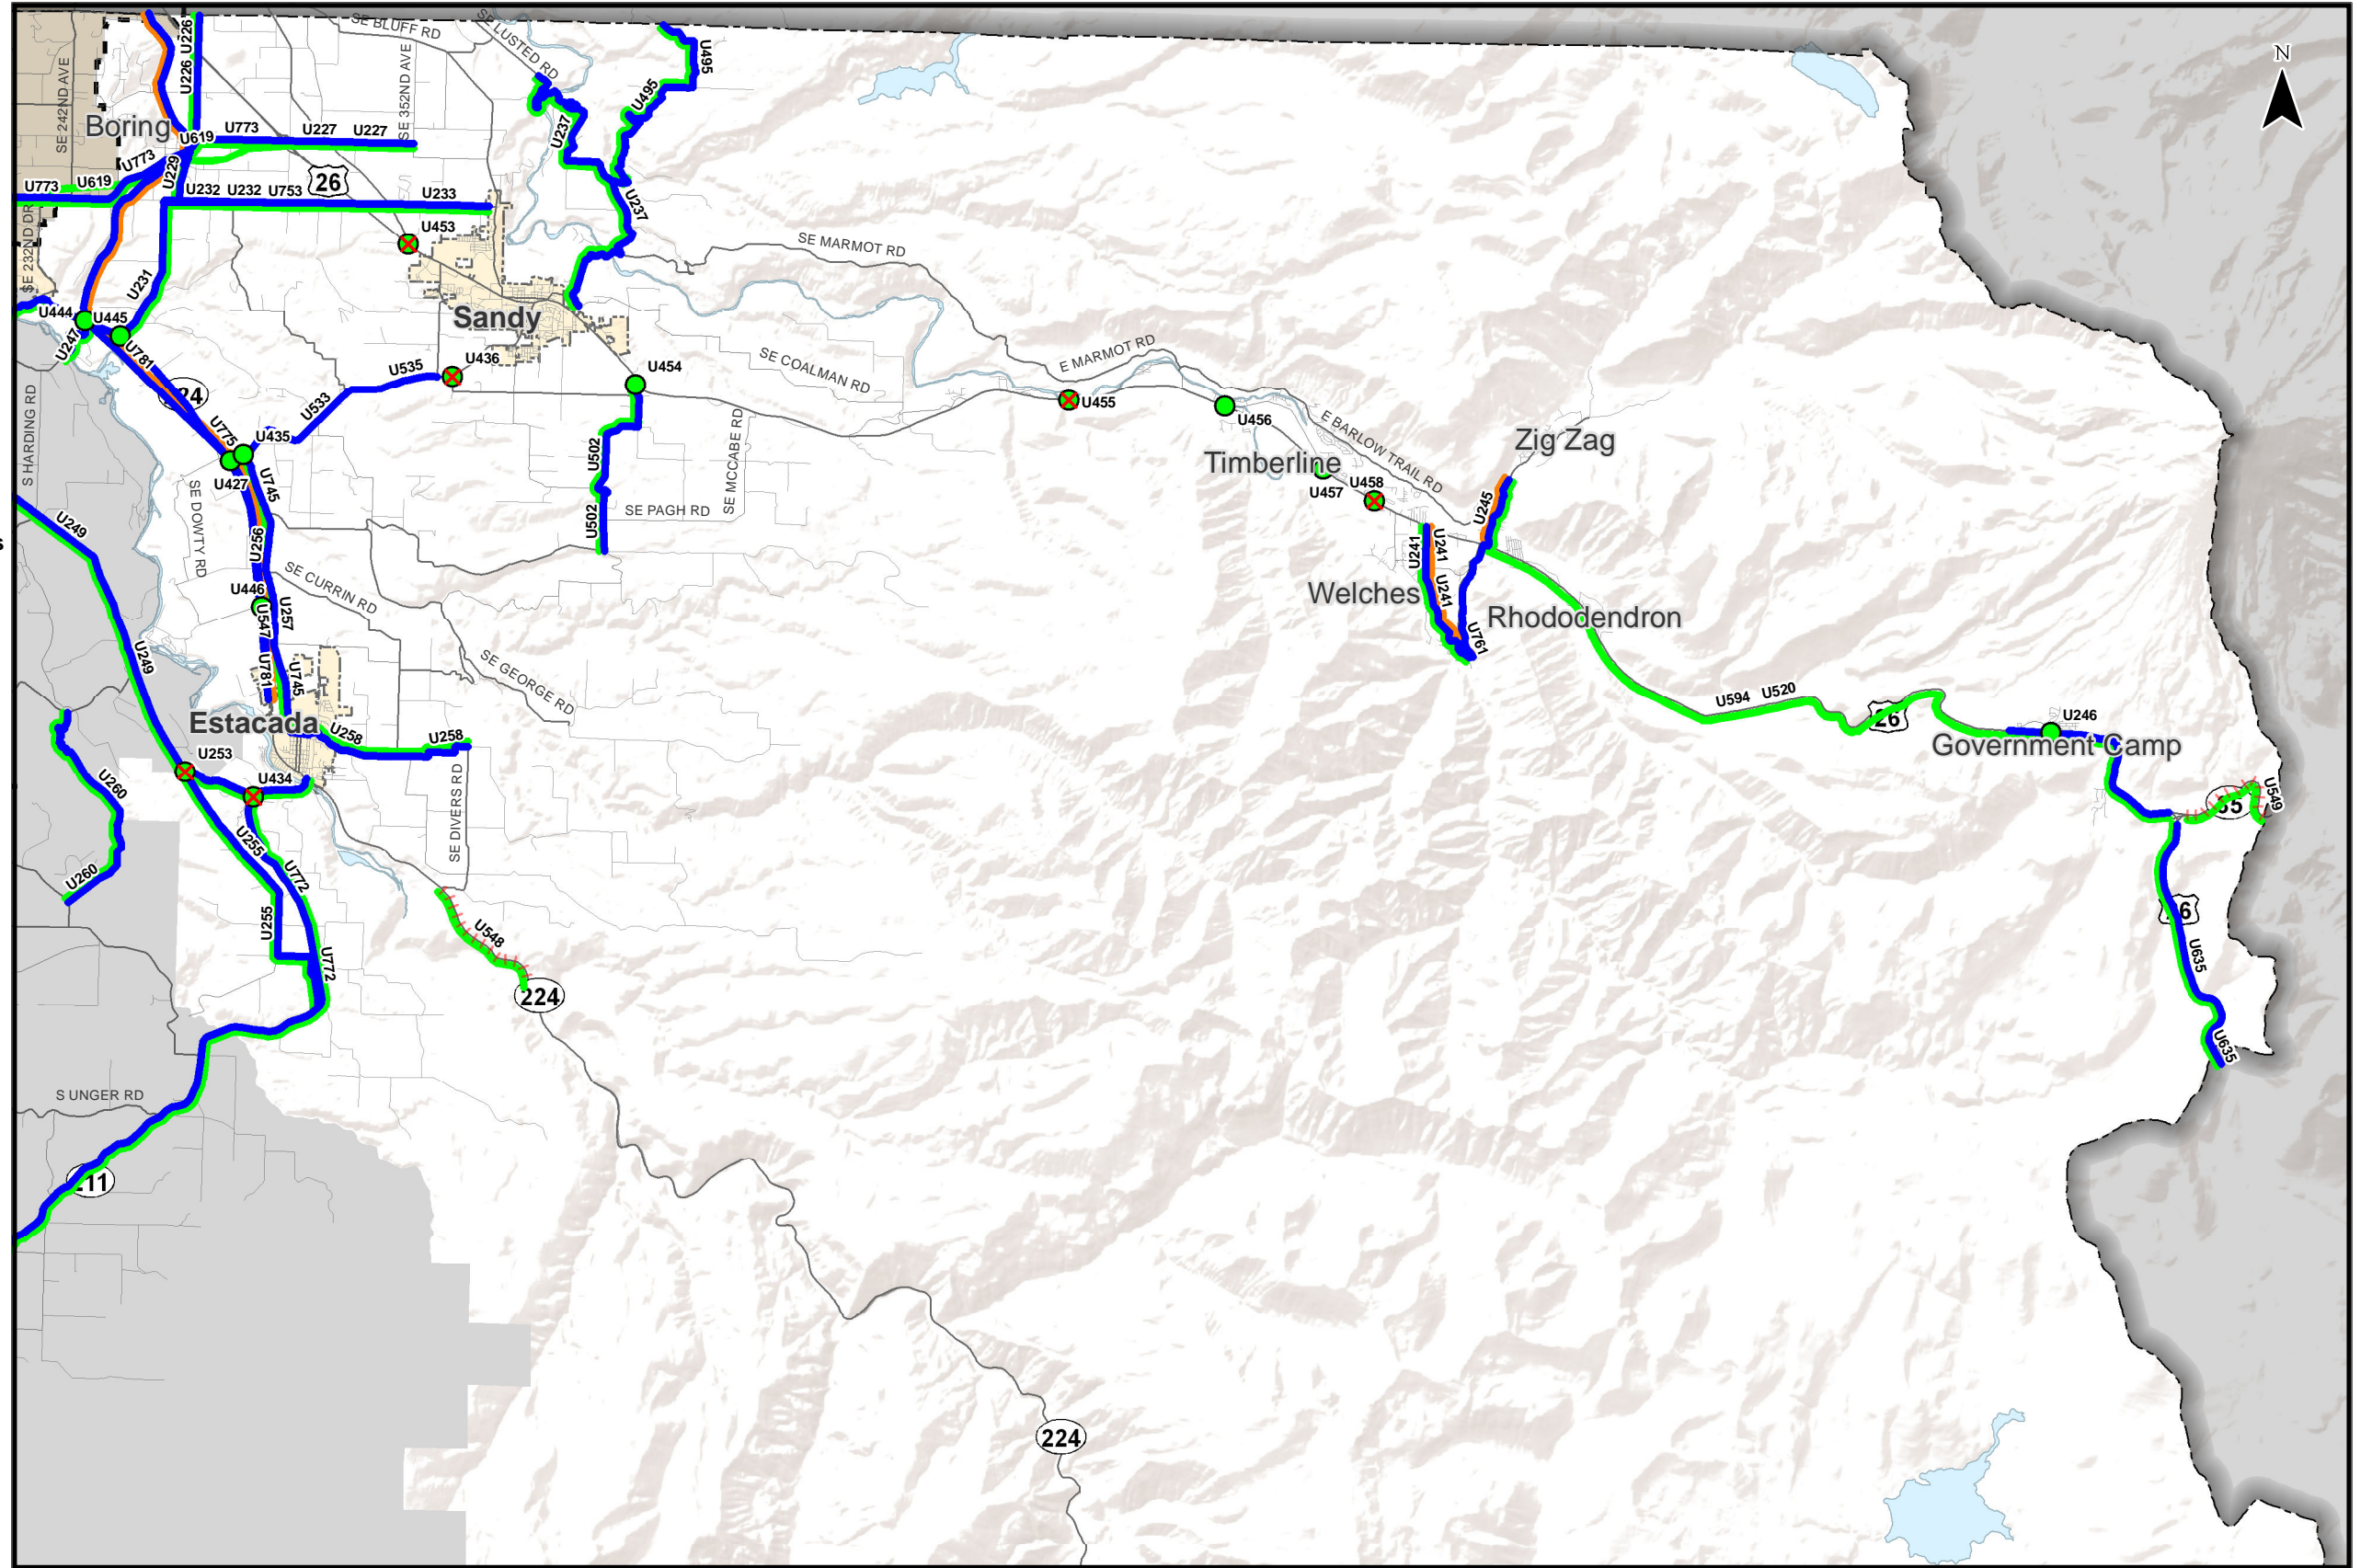 N
SE BLUFF RD
SE LUSTED RD
U226
U226
U495
SE 242ND AVE
SE 352ND AVE
U495
Boring
U619
U773
U227
U227
U237
U773
U229
U773
U619
U232
U232
U753
26
U233
U237
U453
SE MARMOT RD
SE 232ND DR
U231
U444
U445
Sandy
U247
U781
U535
U436
U454
SE COALMAN RD
E MARMOT RD
U455
U456
S HARDING RD
U533
U775
U435
U427
U745
E BARLOW TRAIL RD
Zig Zag
Timberline
U457
U458
U502
U502
SE MCCABE RD
SE PAGH RD
U245
U249
SE DOWTY RD
U256
U241
U241
U241
Welches
Rhododendron
U761
SE CURRIN RD
U446
U547
U257
U249
U781
U745
SE GEORGE RD
U594
U520
26
U246
Government Camp
Estacada
U258
U258
U253
U434
U260
U260
U255
U772
SE DIVERS RD
U549
U255
U772
U548
224
U635
U635
S UNGER RD
224